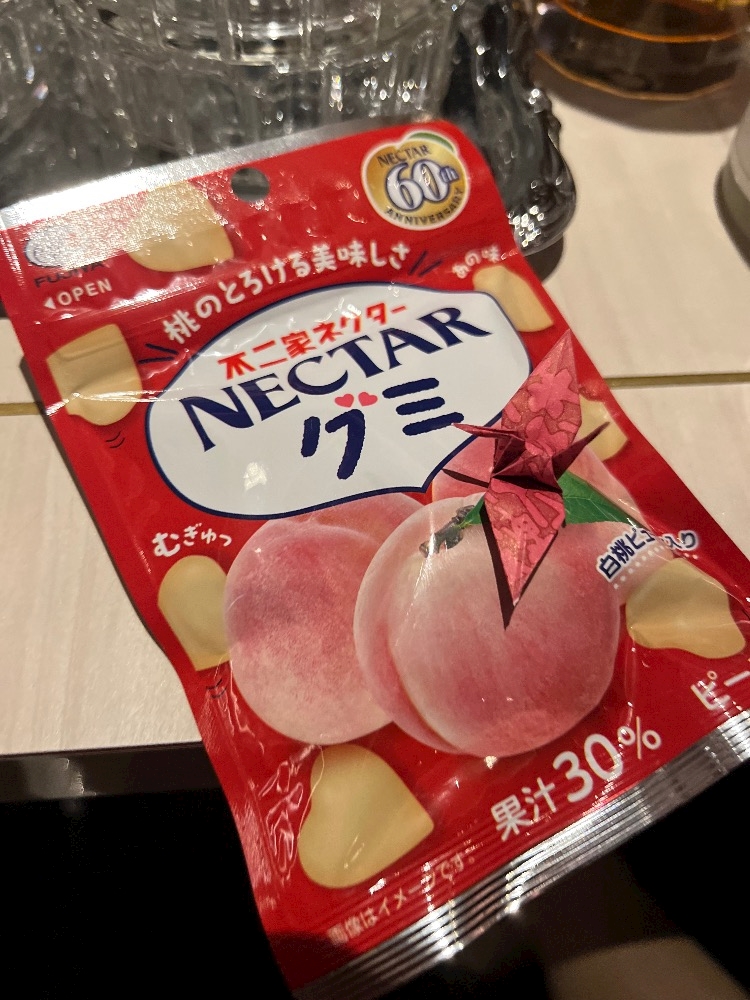 NECTAR
60th
ANNIVERSARY
FUJIYA
◀OPEN
桃のとろける美味しさ
あの味
不二家ネクター
NECTAR
グミ
むぎゅっ
白桃ピュ
入り
ピー
果汁30%
画像はイメージです。